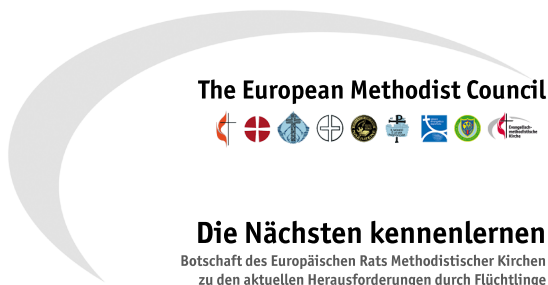 The European Methodist Council
Evangelisch-
methodistische
Kirche
Die Nächsten kennenlernen
Botschaft des Europäischen Rats Methodistischer Kirchen
zu den aktuellen Herausforderungen durch Flüchtlinge